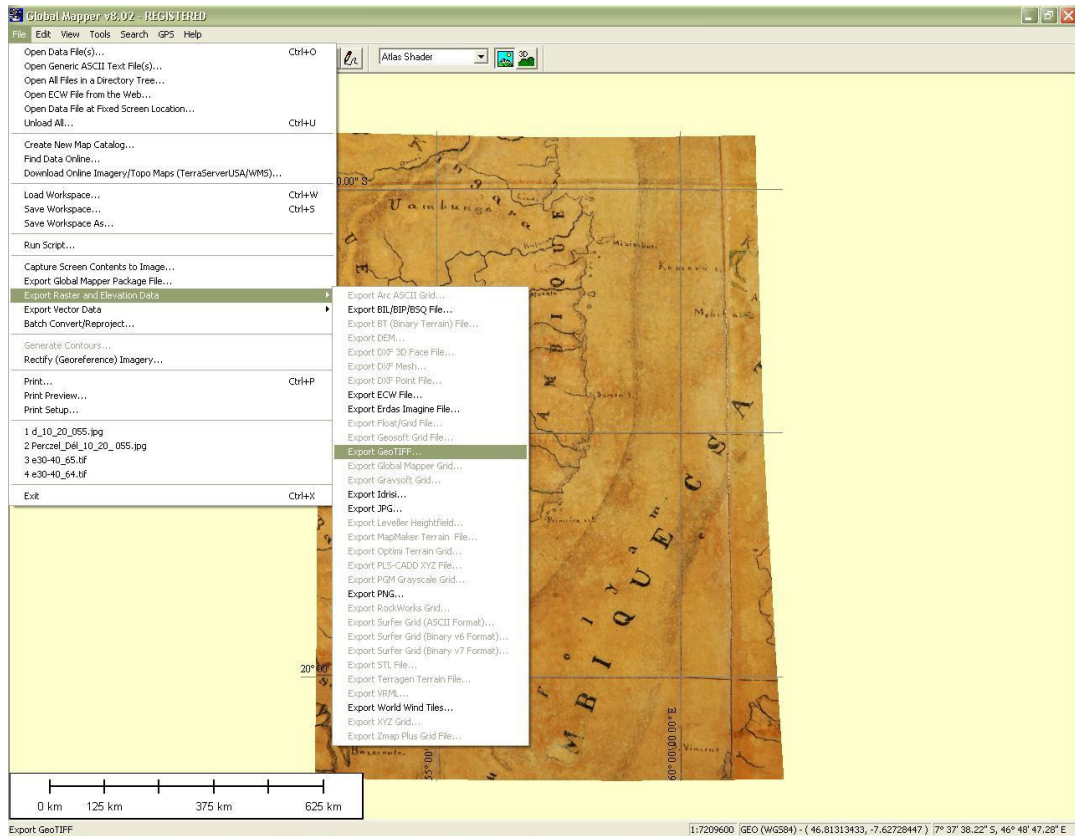 Global Mapper v8.02 - REGISTERED
File Edit View Tools Search GPS Help
Atlas Shader
3D
Open Data File(s)... Ctrl+O
Open Generic ASCII Text File(s)...
Open All Files in a Directory Tree...
Open ECW File from the Web...
Open Data File at Fixed Screen Location...
Unload All... Ctrl+U
Create New Map Catalog...
Find Data Online...
Download Online Imagery/Topo Maps (TerraServerUSA/WMS)...
Load Workspace... Ctrl+W
Save Workspace... Ctrl+S
Save Workspace As...
Run Script...
Capture Screen Contents to Image...
Export Global Mapper Package File...
Export Raster and Elevation Data
Export Vector Data
Batch Convert/Reproject...
Generate Contours...
Rectify (Georeference) Imagery...
Print... Ctrl+P
Print Preview...
Print Setup...
1 d_10_20_055.jpg
2 Perczel_Dél_10_20_ 055.jpg
3 e30-40_65.tif
4 e30-40_64.tif
Exit Ctrl+X
Export Arc ASCII Grid...
Export BIL/BIP/BSQ File...
Export BT (Binary Terrain) File...
Export DEM...
Export DXF 3D Face File...
Export DXF Mesh...
Export DXF Point File...
Export ECW File...
Export Erdas Imagine File...
Export Float/Grid File...
Export Geosoft Grid File...
Export GeoTIFF...
Export Global Mapper Grid...
Export Gravsoft Grid...
Export Idrisi...
Export JPG...
Export Leveller Heightfield...
Export MapMaker Terrain File...
Export Optimi Terrain Grid...
Export PLS-CADD XYZ File...
Export PGM Grayscale Grid...
Export PNG...
Export RockWorks Grid...
Export Surfer Grid (ASCII Format)...
Export Surfer Grid (Binary v6 Format)...
Export Surfer Grid (Binary v7 Format)...
Export STL File...
Export Terragen Terrain File...
Export VRML...
Export World Wind Tiles...
Export XYZ Grid...
Export Zmap Plus Grid File...
0.00" S
Uambunga
Komoro
20° 00
60° 00' 00.00" E
0 km 125 km 375 km 625 km
Export GeoTIFF
1:7209600 GEO (WGS84) - ( 46.81313433, -7.62728447 ) 7° 37' 38.22" S, 46° 48' 47.28" E